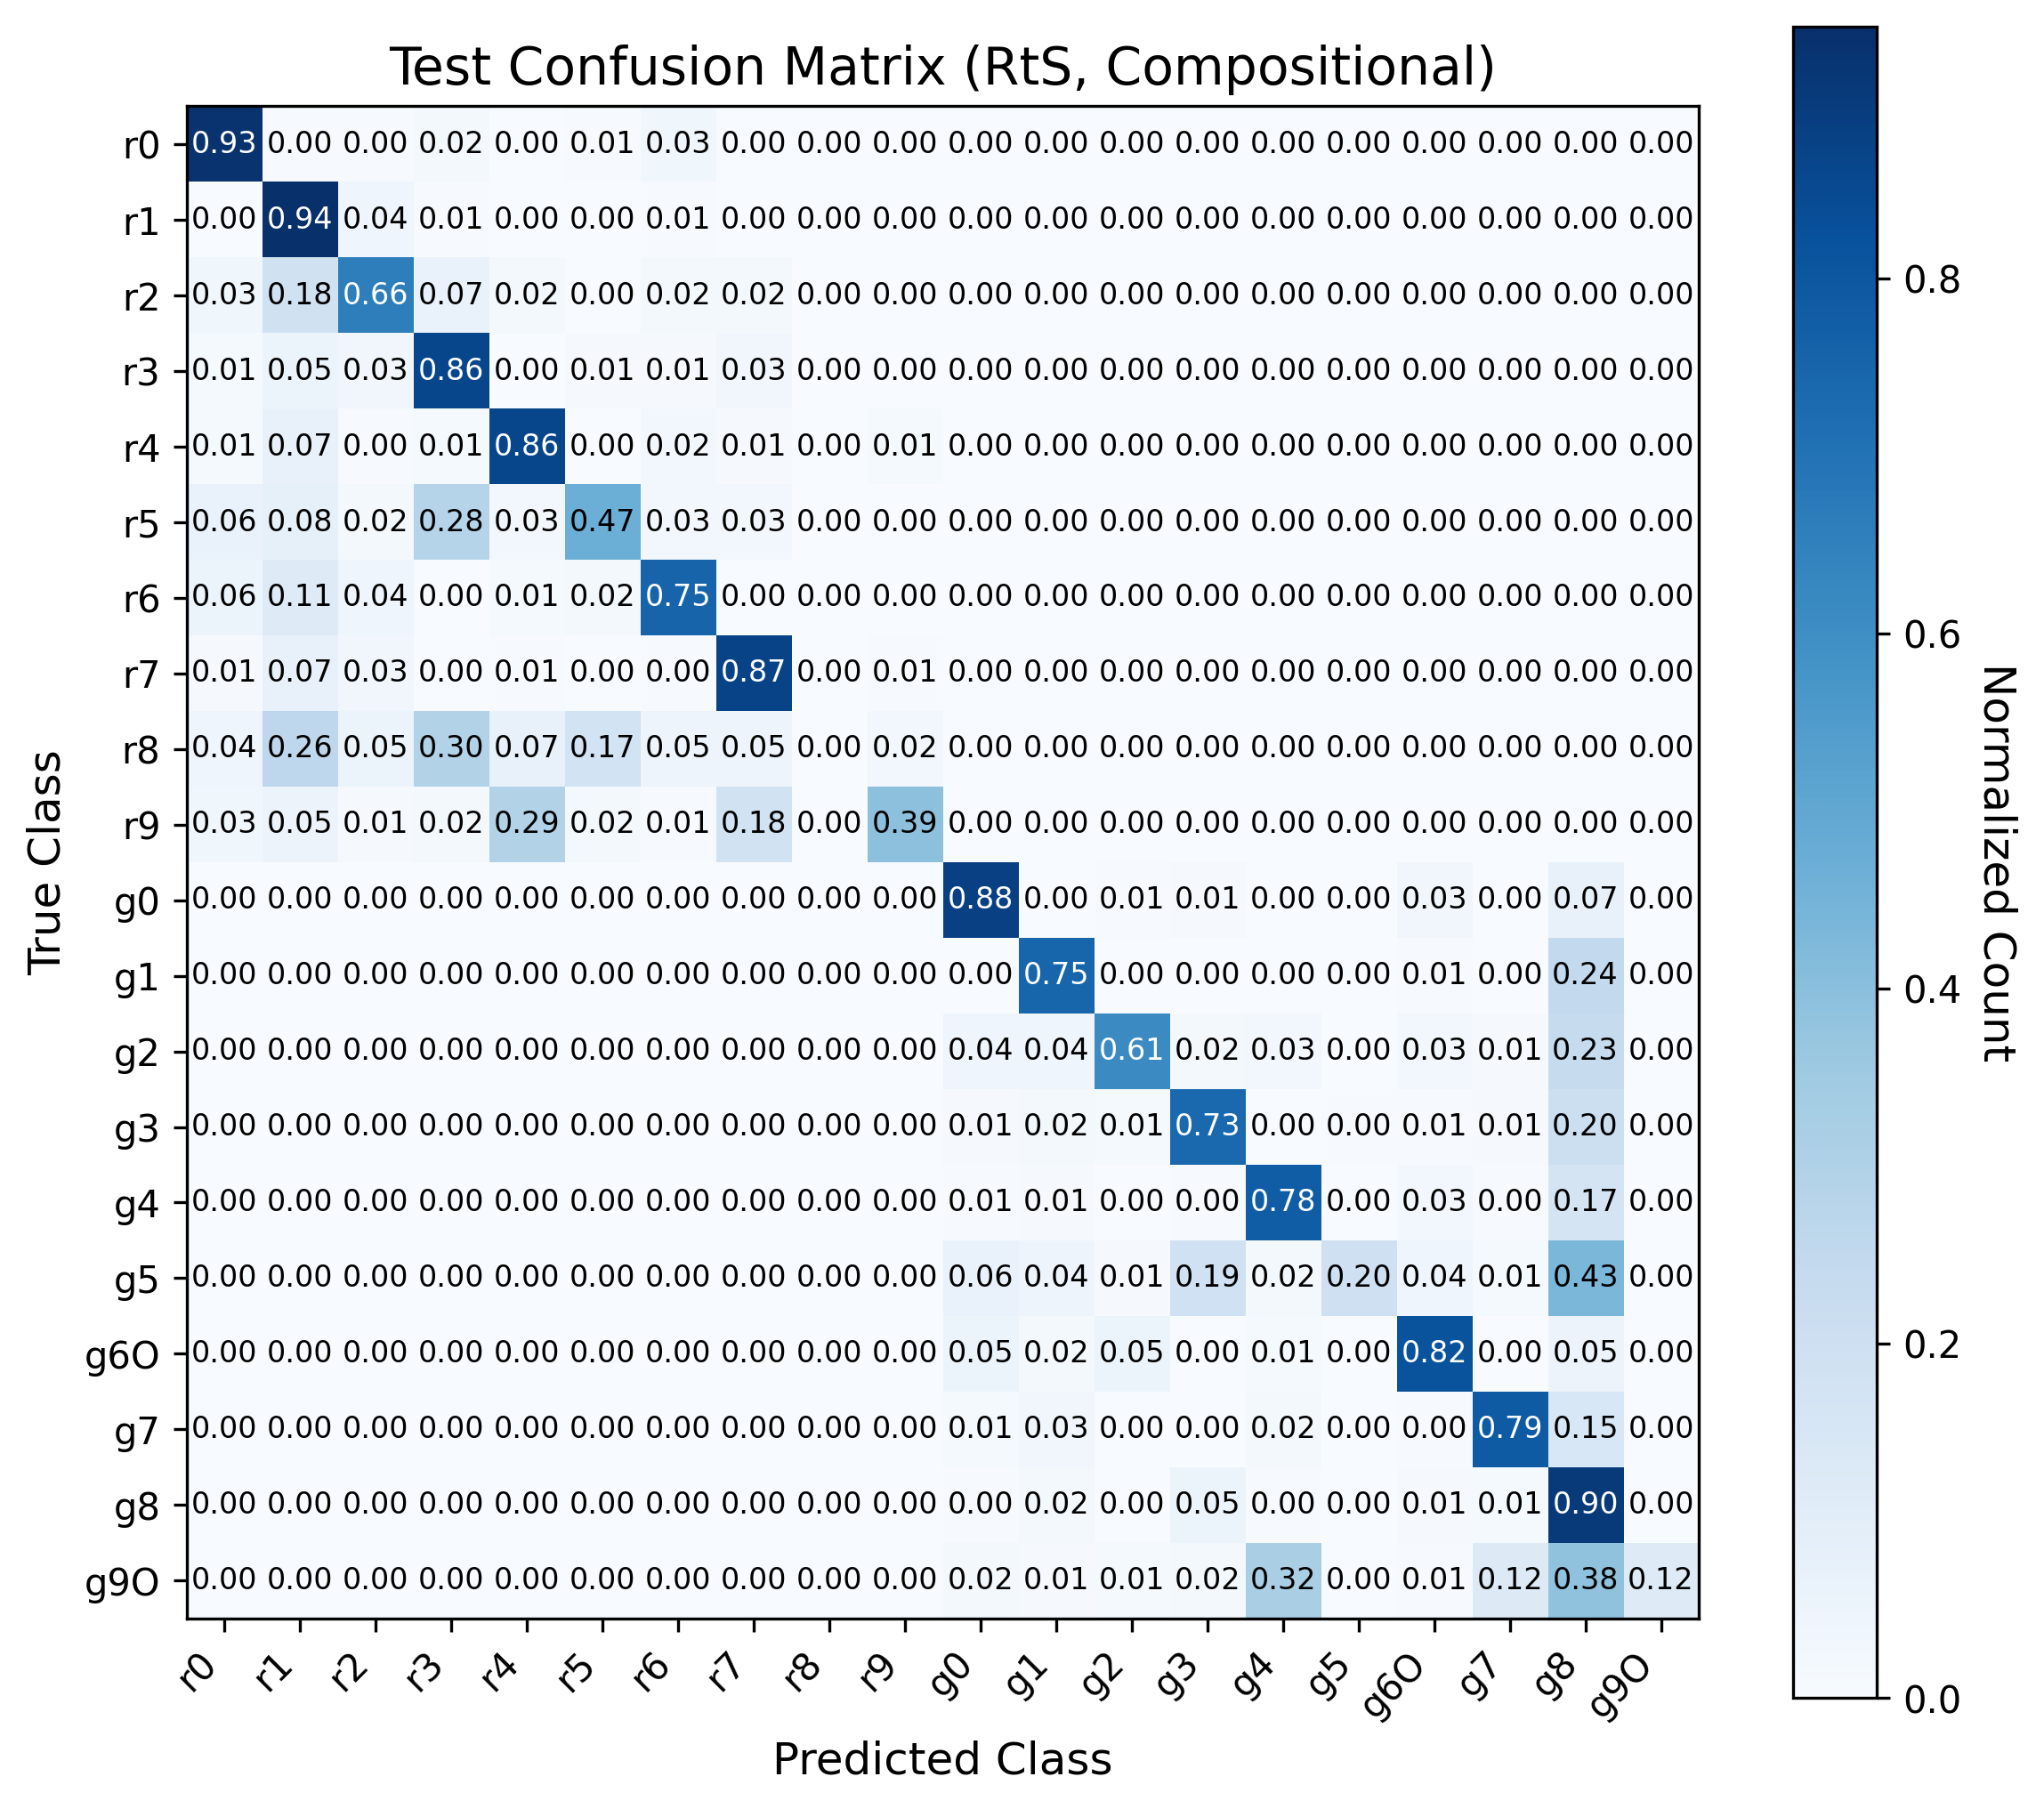 Test Confusion Matrix (RtS, Compositional)
r0 0.93 0.00 0.00 0.02 0.00 0.01 0.03 0.00 0.00 0.00 0.00 0.00 0.00 0.00 0.00 0.00 0.00 0.00 0.00 0.00
r1 0.00 0.94 0.04 0.01 0.00 0.00 0.01 0.00 0.00 0.00 0.00 0.00 0.00 0.00 0.00 0.00 0.00 0.00 0.00 0.00
r2 0.03 0.18 0.66 0.07 0.02 0.00 0.02 0.02 0.00 0.00 0.00 0.00 0.00 0.00 0.00 0.00 0.00 0.00 0.00 0.00
r3 0.01 0.05 0.03 0.86 0.00 0.01 0.01 0.03 0.00 0.00 0.00 0.00 0.00 0.00 0.00 0.00 0.00 0.00 0.00 0.00
r4 0.01 0.07 0.00 0.01 0.86 0.00 0.02 0.01 0.00 0.01 0.00 0.00 0.00 0.00 0.00 0.00 0.00 0.00 0.00 0.00
r5 0.06 0.08 0.02 0.28 0.03 0.47 0.03 0.03 0.00 0.00 0.00 0.00 0.00 0.00 0.00 0.00 0.00 0.00 0.00 0.00
r6 0.06 0.11 0.04 0.00 0.01 0.02 0.75 0.00 0.00 0.00 0.00 0.00 0.00 0.00 0.00 0.00 0.00 0.00 0.00 0.00
r7 0.01 0.07 0.03 0.00 0.01 0.00 0.00 0.87 0.00 0.01 0.00 0.00 0.00 0.00 0.00 0.00 0.00 0.00 0.00 0.00
r8 0.04 0.26 0.05 0.30 0.07 0.17 0.05 0.05 0.00 0.02 0.00 0.00 0.00 0.00 0.00 0.00 0.00 0.00 0.00 0.00
r9 0.03 0.05 0.01 0.02 0.29 0.02 0.01 0.18 0.00 0.39 0.00 0.00 0.00 0.00 0.00 0.00 0.00 0.00 0.00 0.00
g0 0.00 0.00 0.00 0.00 0.00 0.00 0.00 0.00 0.00 0.00 0.88 0.00 0.01 0.01 0.00 0.00 0.03 0.00 0.07 0.00
g1 0.00 0.00 0.00 0.00 0.00 0.00 0.00 0.00 0.00 0.00 0.00 0.75 0.00 0.00 0.00 0.00 0.01 0.00 0.24 0.00
g2 0.00 0.00 0.00 0.00 0.00 0.00 0.00 0.00 0.00 0.00 0.04 0.04 0.61 0.02 0.03 0.00 0.03 0.01 0.23 0.00
g3 0.00 0.00 0.00 0.00 0.00 0.00 0.00 0.00 0.00 0.00 0.01 0.02 0.01 0.73 0.00 0.00 0.01 0.01 0.20 0.00
g4 0.00 0.00 0.00 0.00 0.00 0.00 0.00 0.00 0.00 0.00 0.01 0.01 0.00 0.00 0.78 0.00 0.03 0.00 0.17 0.00
g5 0.00 0.00 0.00 0.00 0.00 0.00 0.00 0.00 0.00 0.00 0.06 0.04 0.01 0.19 0.02 0.20 0.04 0.01 0.43 0.00
g6O 0.00 0.00 0.00 0.00 0.00 0.00 0.00 0.00 0.00 0.00 0.05 0.02 0.05 0.00 0.01 0.00 0.82 0.00 0.05 0.00
g7 0.00 0.00 0.00 0.00 0.00 0.00 0.00 0.00 0.00 0.00 0.01 0.03 0.00 0.00 0.02 0.00 0.00 0.79 0.15 0.00
g8 0.00 0.00 0.00 0.00 0.00 0.00 0.00 0.00 0.00 0.00 0.00 0.02 0.00 0.05 0.00 0.00 0.01 0.01 0.90 0.00
g9O 0.00 0.00 0.00 0.00 0.00 0.00 0.00 0.00 0.00 0.00 0.02 0.01 0.01 0.02 0.32 0.00 0.01 0.12 0.38 0.12
r0 r1 r2 r3 r4 r5 r6 r7 r8 r9 g0 g1 g2 g3 g4 g5 g6O g7 g8 g9O
Predicted Class
True Class
0.8
0.6
0.4
0.2
0.0
Normalized Count